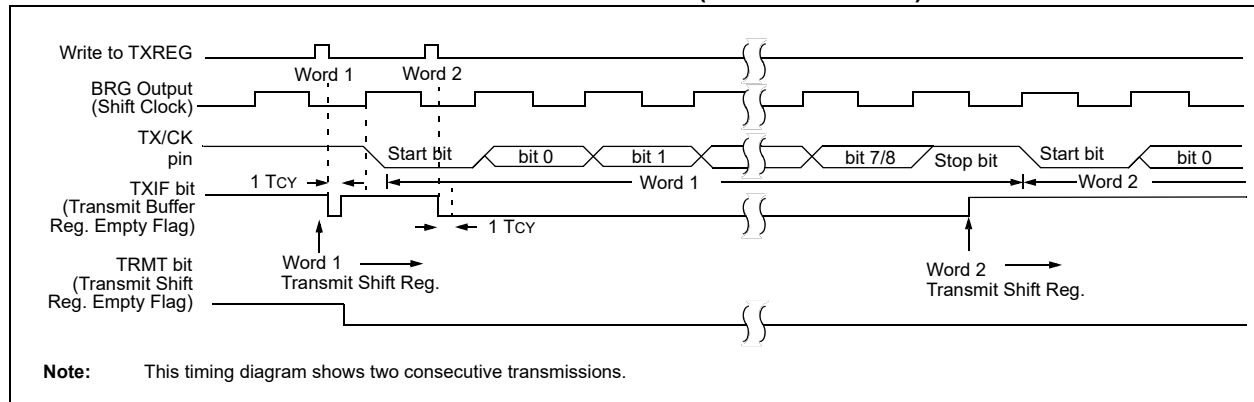 Write to TXREG
Word 1
Word 2
BRG Output
(Shift Clock)
TX/CK
pin
Start bit
bit 0
bit 1
bit 7/8
Stop bit
Start bit
bit 0
1 TCY
Word 1
Word 2
TXIF bit
(Transmit Buffer
Reg. Empty Flag)
1 TCY
Word 1
Transmit Shift Reg.
Word 2
Transmit Shift Reg.
TRMT bit
(Transmit Shift
Reg. Empty Flag)
Note: This timing diagram shows two consecutive transmissions.